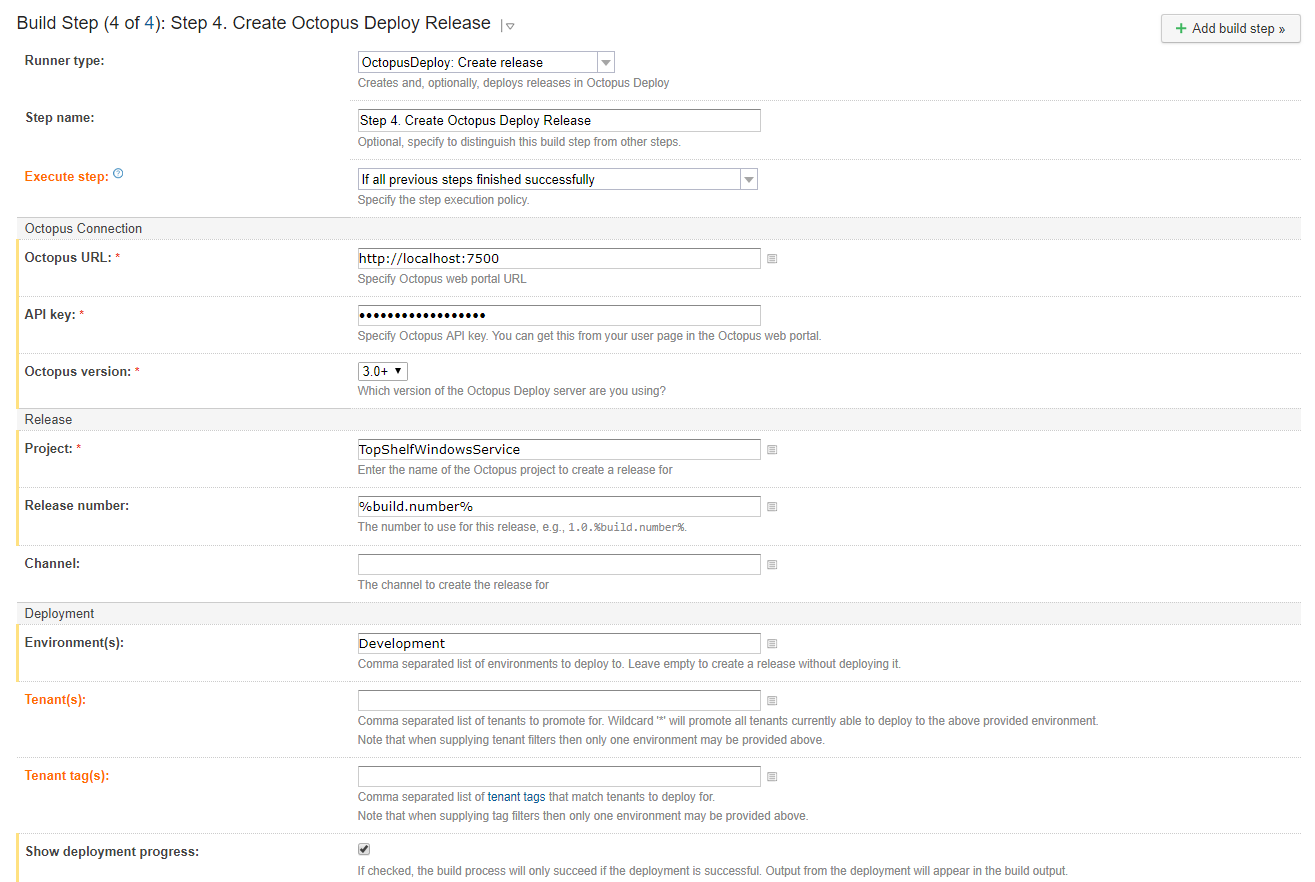 Build Step (4 of 4): Step 4. Create Octopus Deploy Release
+ Add build step »
Runner type:
OctopusDeploy: Create release
Creates and, optionally, deploys releases in Octopus Deploy
Step name:
Step 4. Create Octopus Deploy Release
Optional, specify to distinguish this build step from other steps.
Execute step: ?
If all previous steps finished successfully
Specify the step execution policy.
Octopus Connection
Octopus URL: *
http://localhost:7500
Specify Octopus web portal URL
API key: *
••••••••••••••••••
Specify Octopus API key. You can get this from your user page in the Octopus web portal.
Octopus version: *
3.0+
Which version of the Octopus Deploy server are you using?
Release
Project: *
TopShelfWindowsService
Enter the name of the Octopus project to create a release for
Release number:
%build.number%
The number to use for this release, e.g., 1.0.%build.number%.
Channel:
The channel to create the release for
Deployment
Environment(s):
Development
Comma separated list of environments to deploy to. Leave empty to create a release without deploying it.
Tenant(s):
Comma separated list of tenants to promote for. Wildcard '*' will promote all tenants currently able to deploy to the above provided environment.
Note that when supplying tenant filters then only one environment may be provided above.
Tenant tag(s):
Comma separated list of tenant tags that match tenants to deploy for.
Note that when supplying tag filters then only one environment may be provided above.
Show deployment progress:
If checked, the build process will only succeed if the deployment is successful. Output from the deployment will appear in the build output.